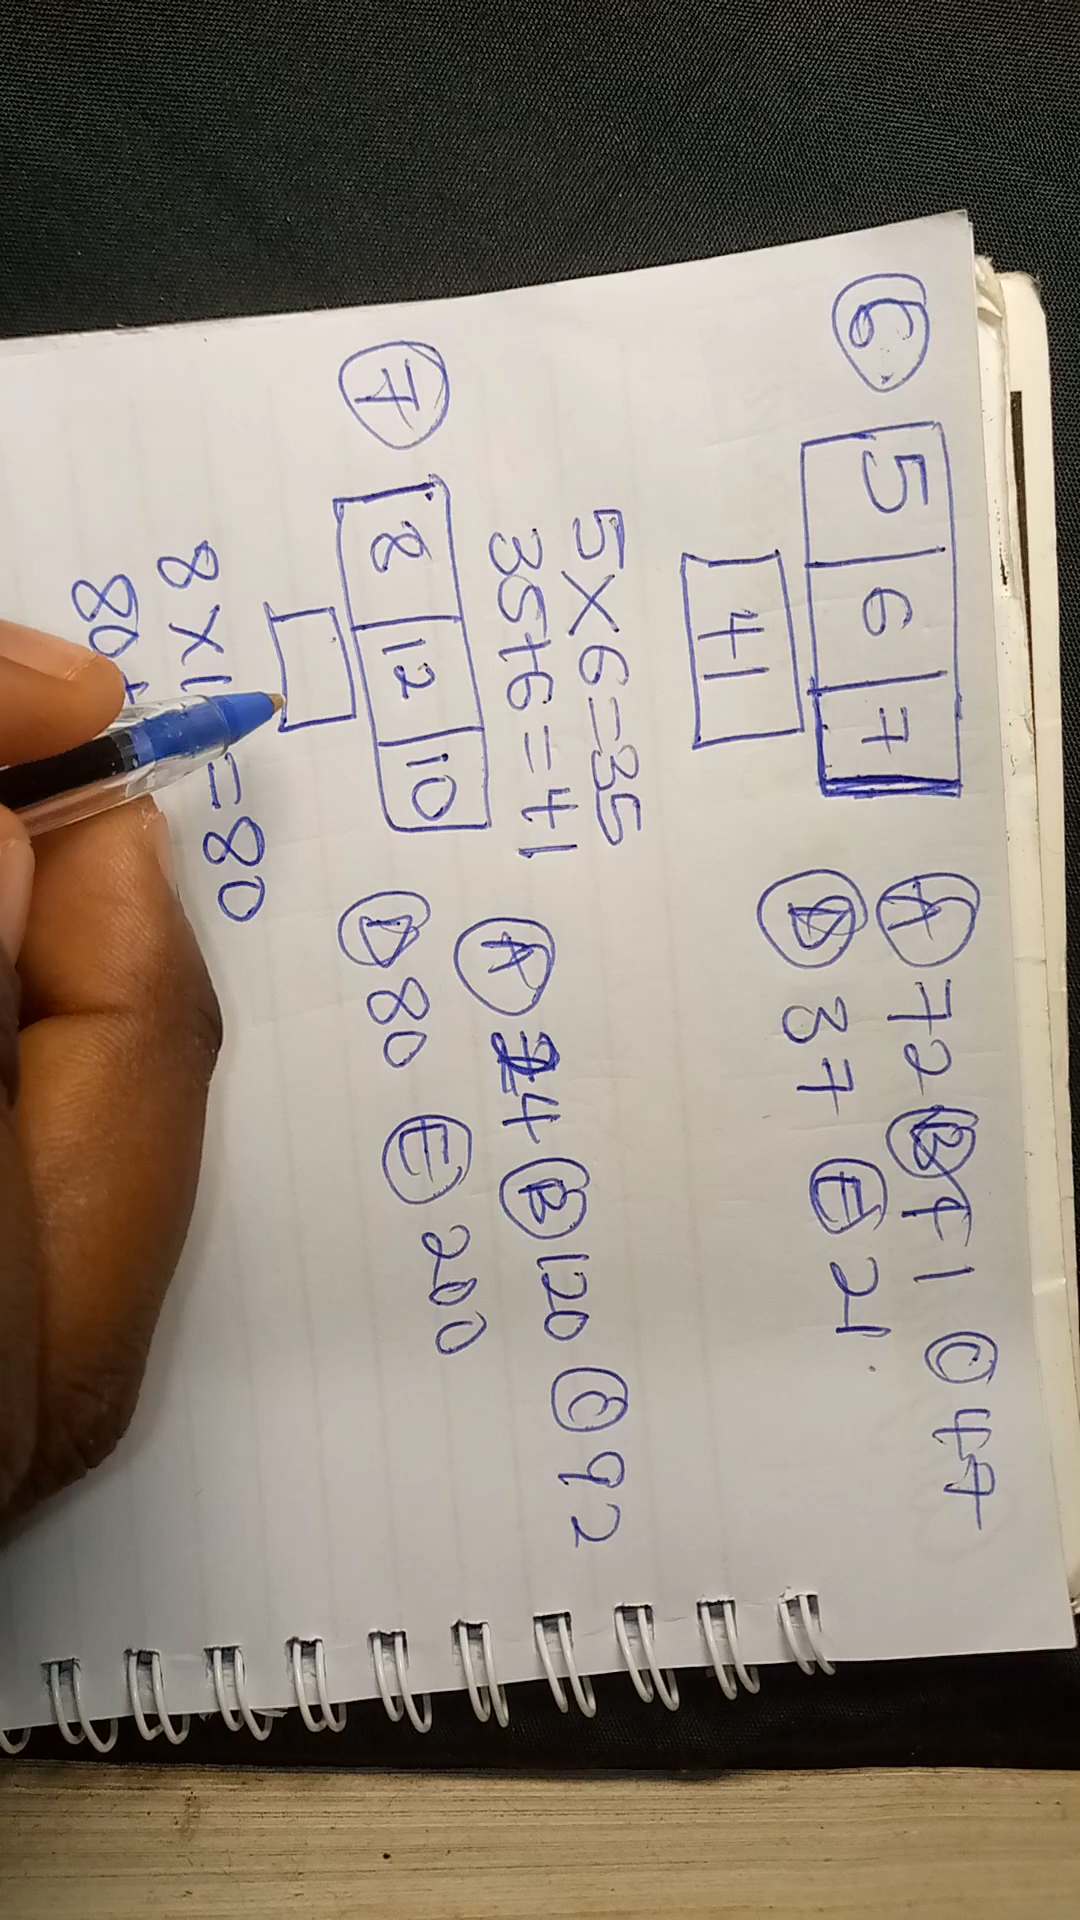 6 5 6 7 A 72 B 41 C 47
41 D 37 E 21
5×6=35
35+6=41
7 8 12 10 A 24 B 120 C 92
D 80 E 200
8×1 =80
80+